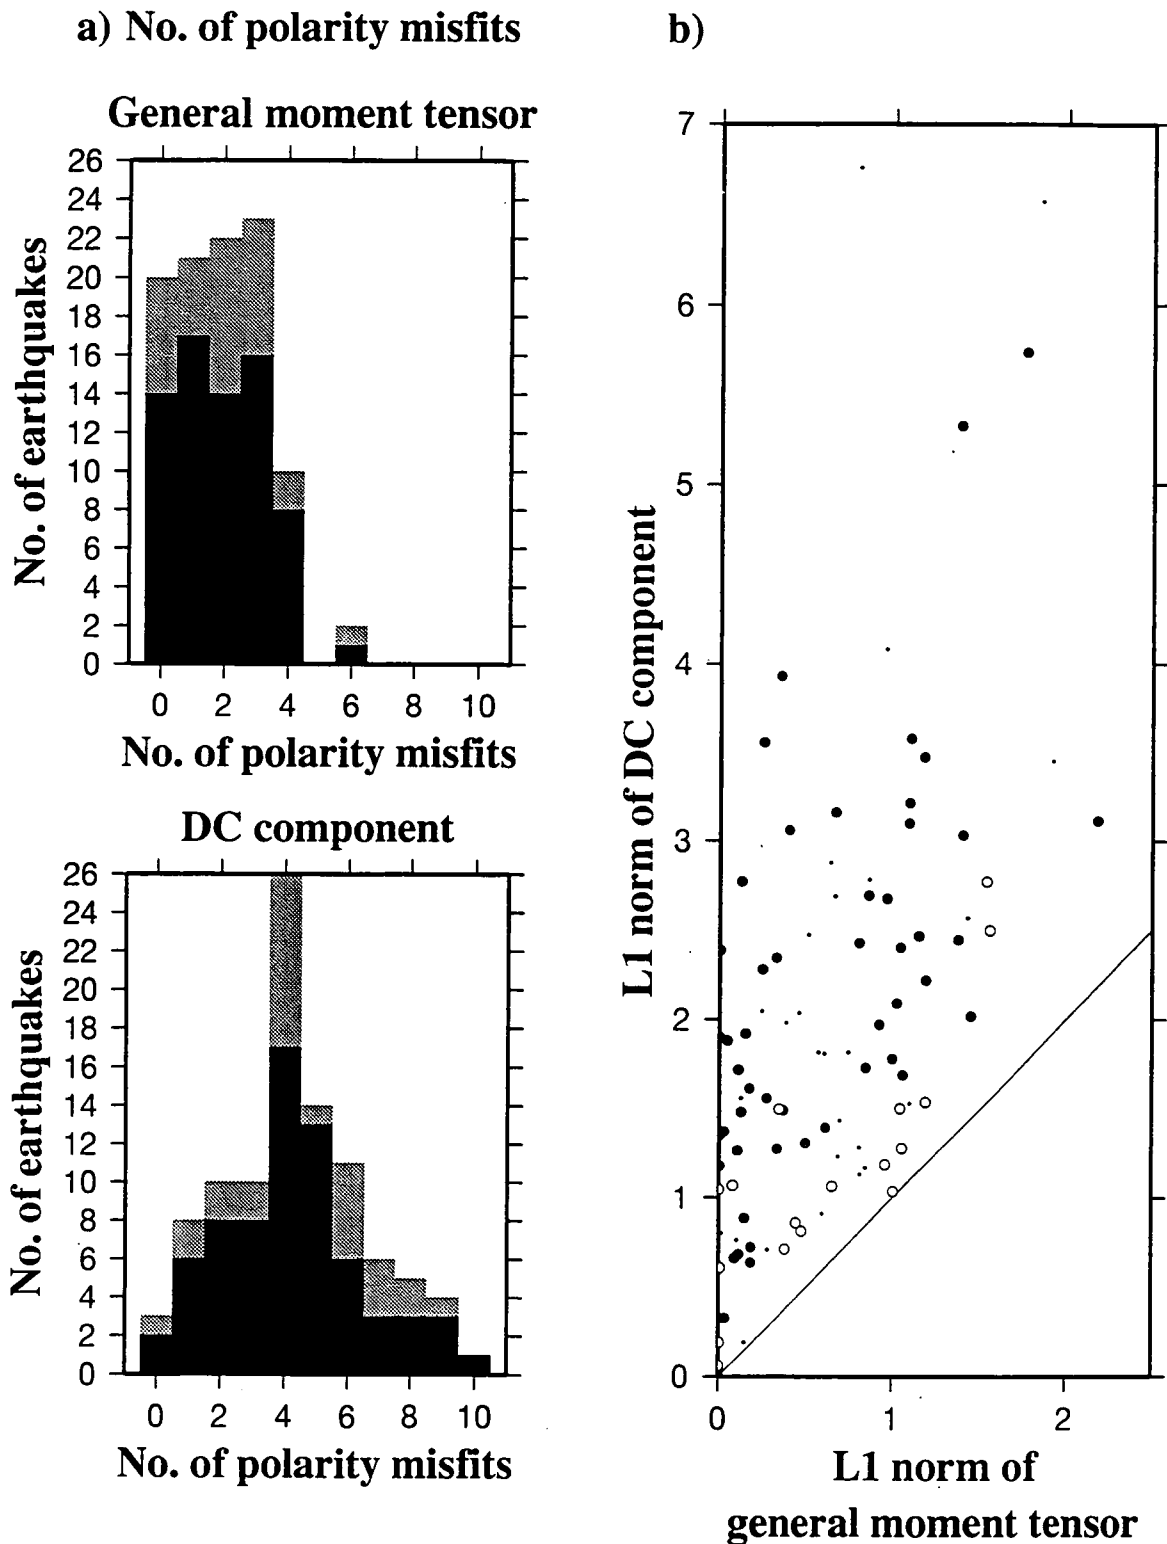 a) No. of polarity misfits
General moment tensor
26
24
22
20
18
16
14
12
10
8
6
4
2
0
No. of earthquakes
0 2 4 6 8 10
No. of polarity misfits
DC component
26
24
22
20
18
16
14
12
10
8
6
4
2
0
No. of earthquakes
0 2 4 6 8 10
No. of polarity misfits
b)
7
6
5
4
3
2
1
0
L1 norm of DC component
0 1 2
L1 norm of
general moment tensor